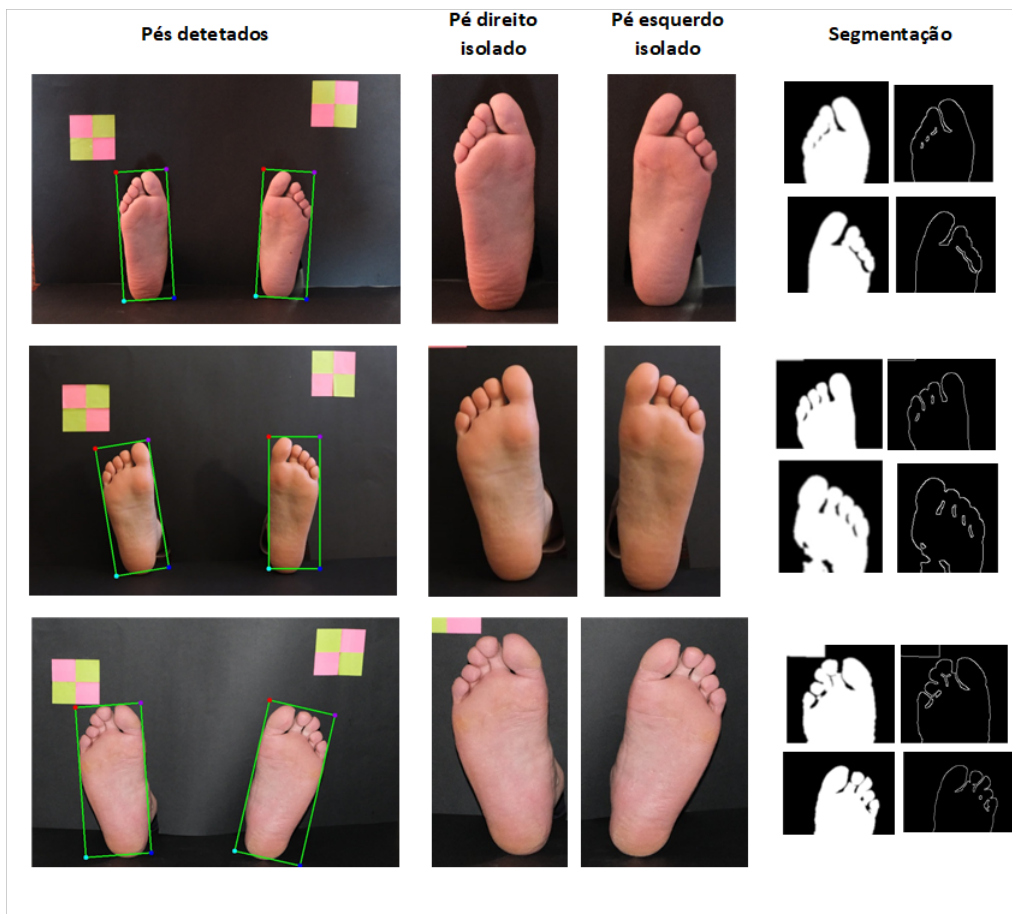 Pés detetados
Pé direito
isolado
Pé esquerdo
isolado
Segmentação